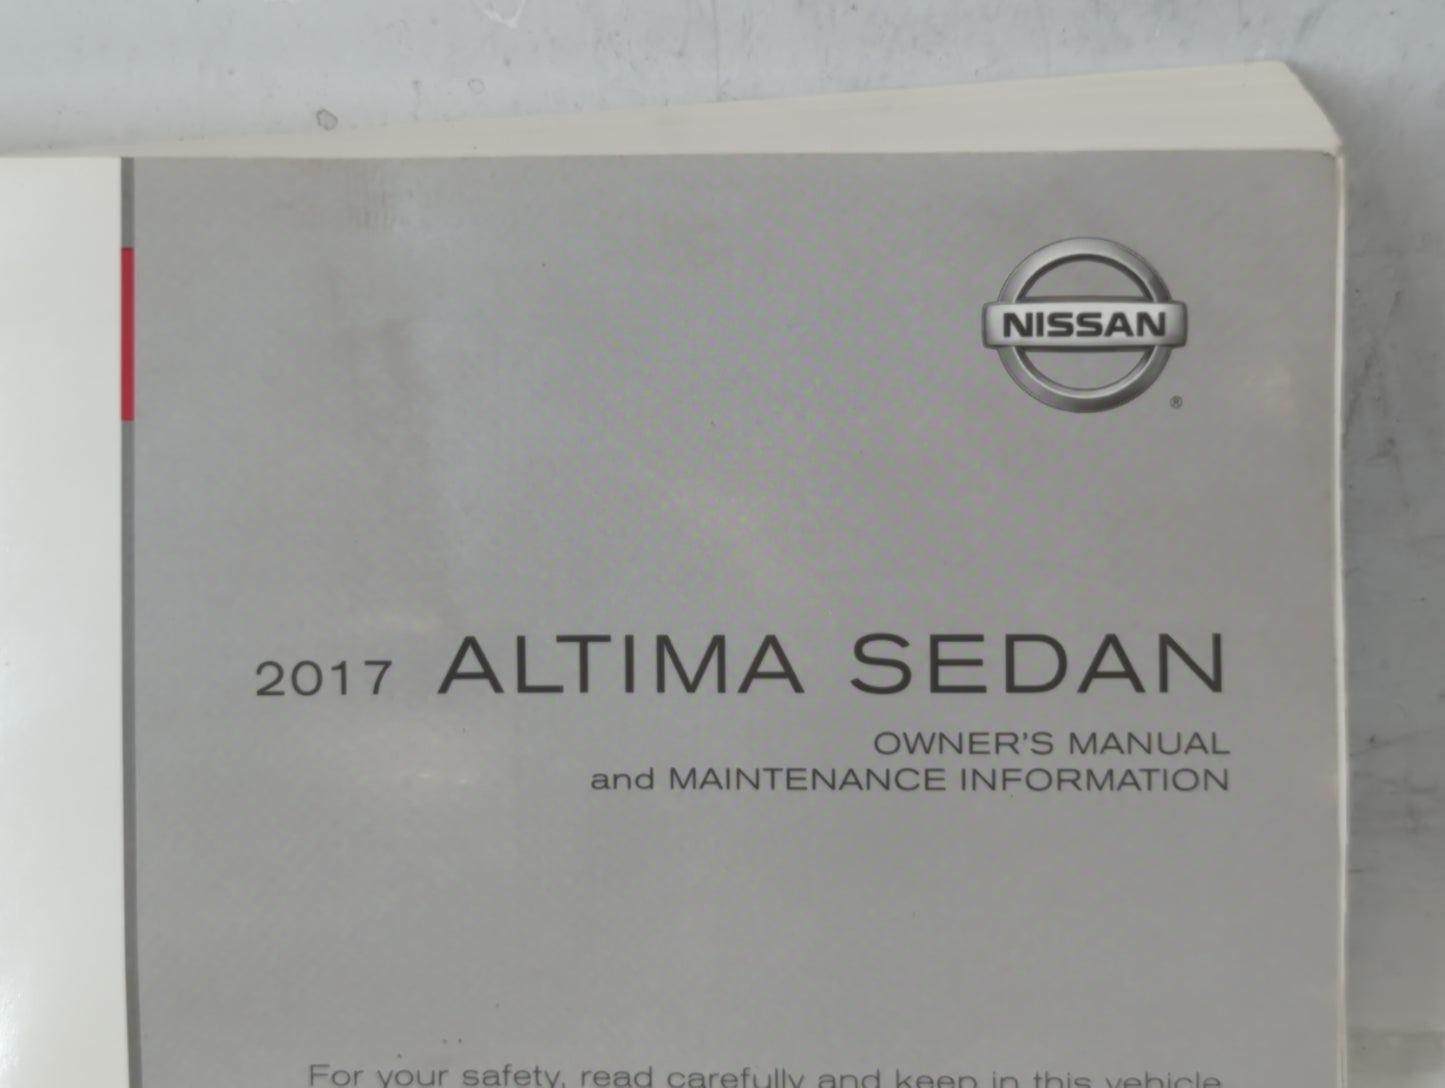 NISSAN
®
2017 ALTIMA SEDAN
OWNER'S MANUAL
and MAINTENANCE INFORMATION
For your safety, read carefully and keep in this vehicle.